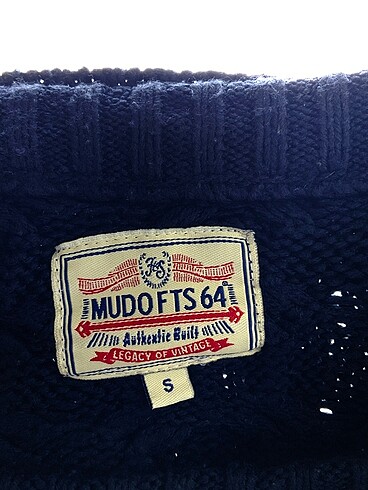 F&S
MUDO FTS 64
Authentic Built
LEGACY OF VINTAGE
S